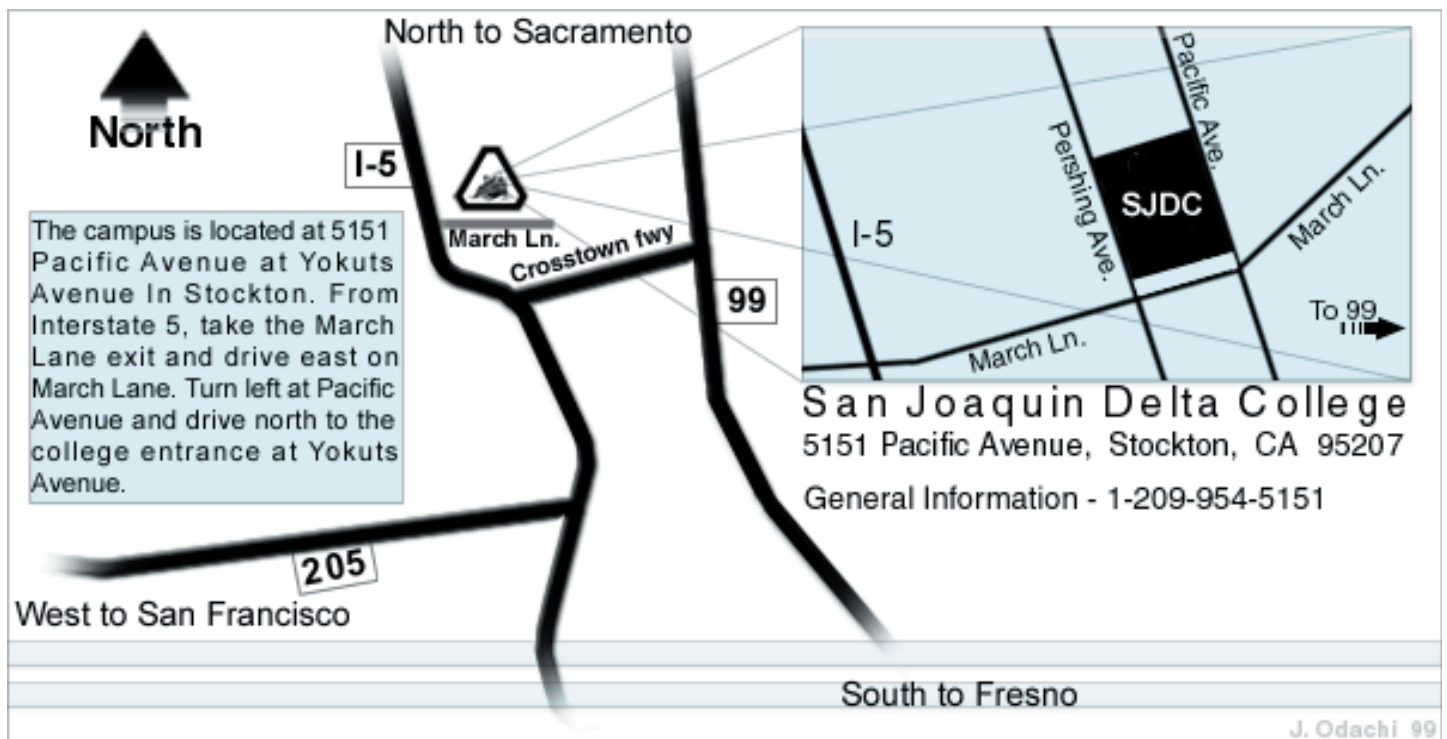 North to Sacramento
North
I-5
March Ln.
Crosstown fwy
99
The campus is located at 5151
Pacific Avenue at Yokuts
Avenue In Stockton. From
Interstate 5, take the March
Lane exit and drive east on
March Lane. Turn left at Pacific
Avenue and drive north to the
college entrance at Yokuts
Avenue.
205
West to San Francisco
South to Fresno
Pacific Ave.
Pershing Ave.
SJDC
March Ln.
I-5
To 99
March Ln.
San Joaquin Delta College
5151 Pacific Avenue, Stockton, CA 95207
General Information - 1-209-954-5151
J. Odachi 99